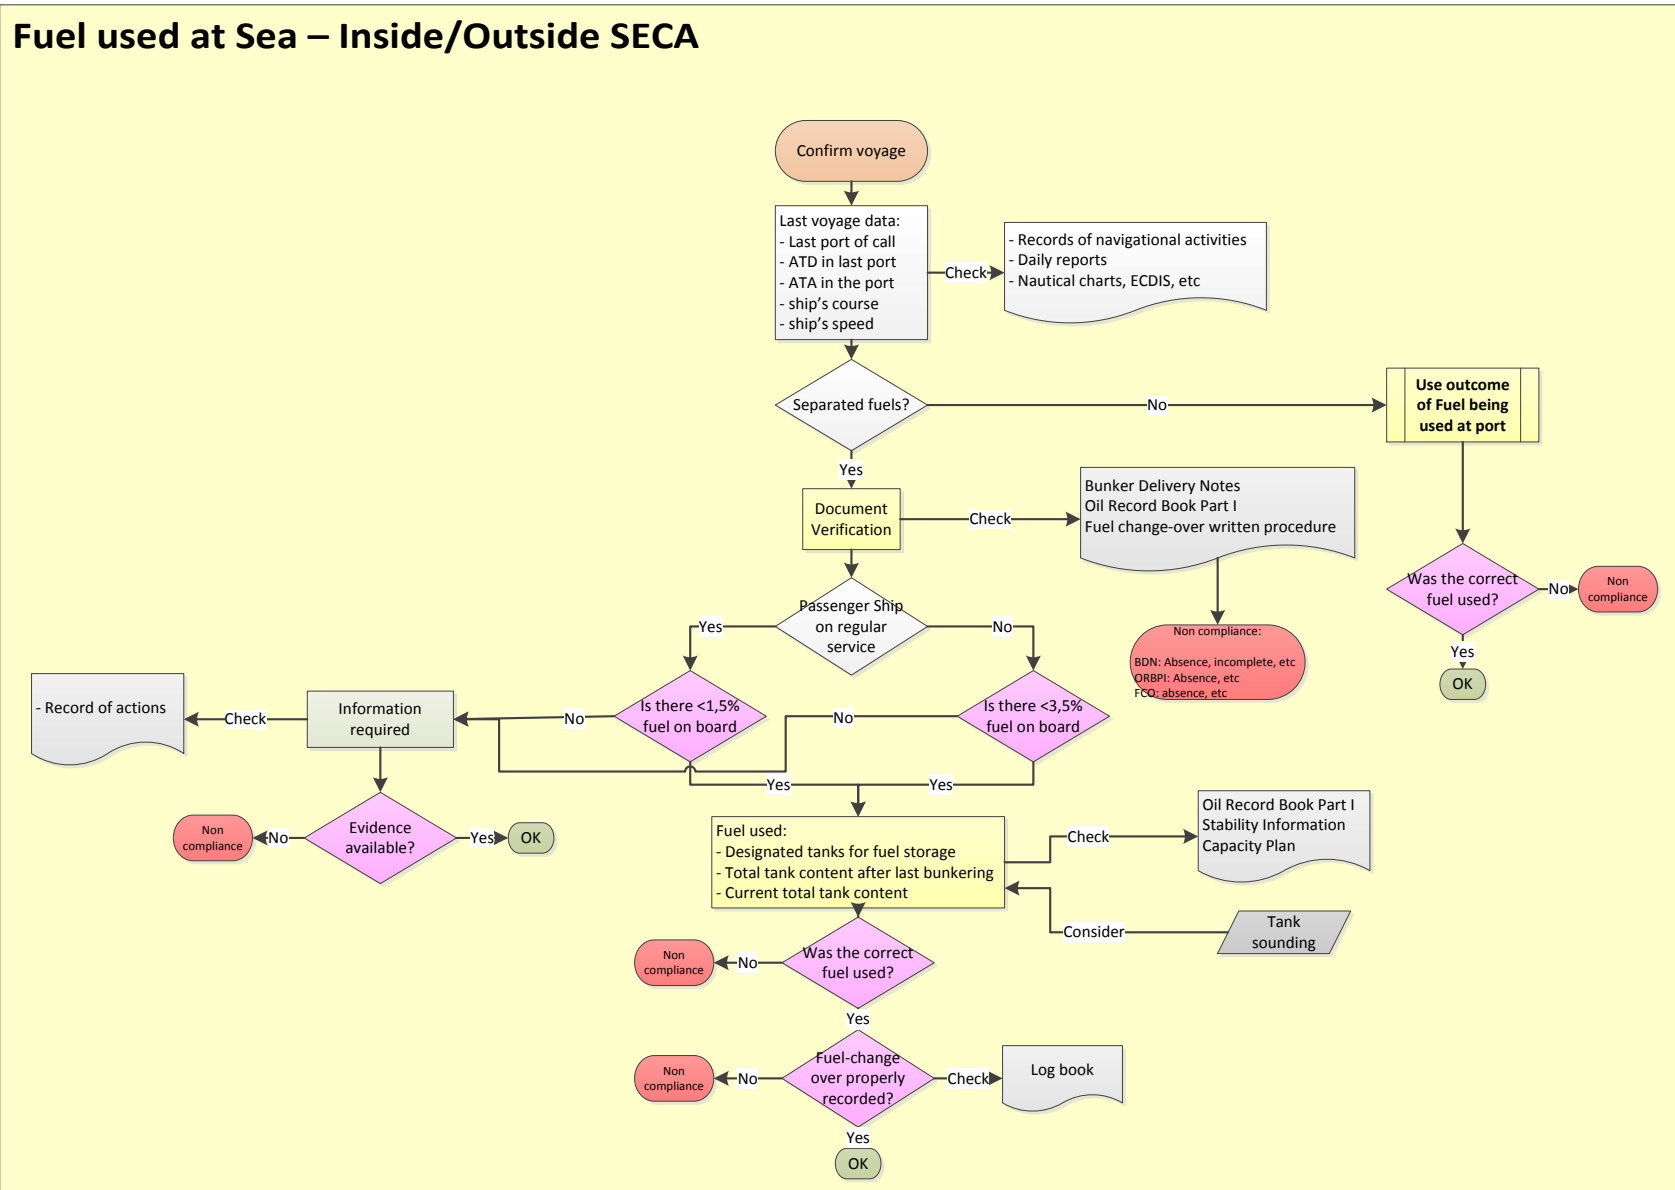 Fuel used at Sea – Inside/Outside SECA
Confirm voyage
Last voyage data:
- Last port of call
- ATD in last port
- ATA in the port
- ship's course
- ship's speed
Check
- Records of navigational activities
- Daily reports
- Nautical charts, ECDIS, etc
Separated fuels?
No
Use outcome
of Fuel being
used at port
Yes
Document
Verification
Check
Bunker Delivery Notes
Oil Record Book Part I
Fuel change-over written procedure
Was the correct
fuel used?
No
Non
compliance
Yes
OK
Non compliance:
BDN: Absence, incomplete, etc
ORBPI: Absence, etc
FCO: absence, etc
Passenger Ship
on regular
service
Yes
No
Is there <1,5%
fuel on board
Is there <3,5%
fuel on board
No
No
Information
required
Check
- Record of actions
Evidence
available?
No
Non
compliance
Yes
OK
Yes
Yes
Fuel used:
- Designated tanks for fuel storage
- Total tank content after last bunkering
- Current total tank content
Check
Oil Record Book Part I
Stability Information
Capacity Plan
Consider
Tank
sounding
Was the correct
fuel used?
No
Non
compliance
Yes
Fuel-change
over properly
recorded?
No
Non
compliance
Check
Log book
Yes
OK